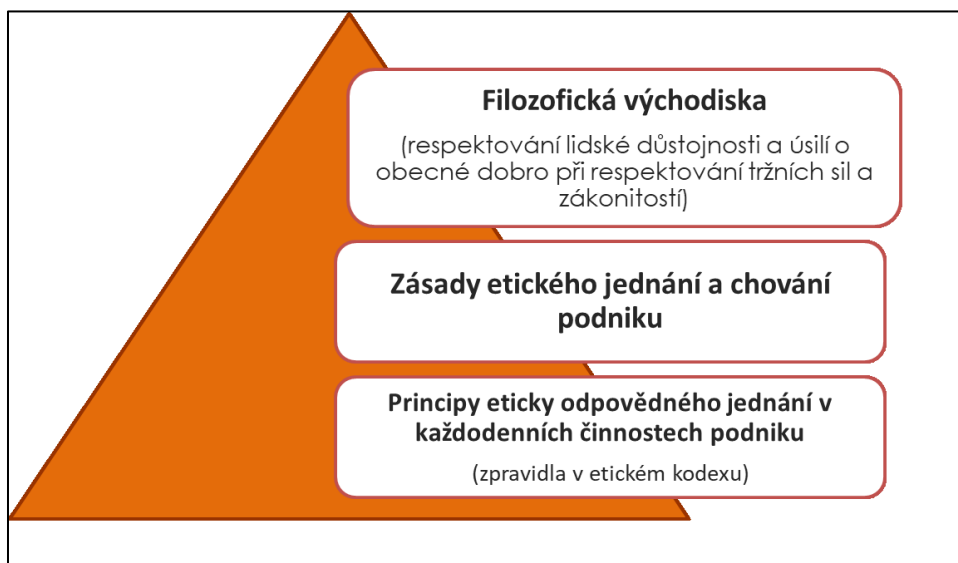 Filozofická východiska
(respektování lidské důstojnosti a úsilí o
obecné dobro při respektování tržních sil a
zákonitostí)
Zásady etického jednání a chování
podniku
Principy eticky odpovědného jednání v
každodenních činnostech podniku
(zpravidla v etickém kodexu)